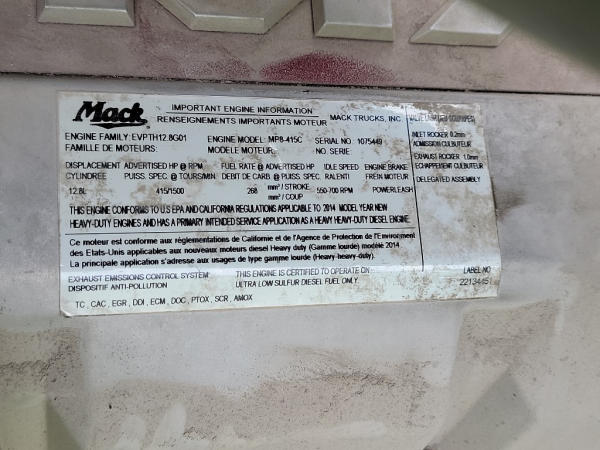 Mack
IMPORTANT ENGINE INFORMATION
RENSEIGNEMENTS IMPORTANTS MOTEUR
MACK TRUCKS, INC.
ENGINE FAMILY: EVPTH12.8G01
FAMILLE DE MOTEURS:
ENGINE MODEL: MP8-415C
MODELE MOTEUR:
SERIAL NO: 1075449
NO. SERIE:
DISPLACEMENT ADVERTISED HP @ RPM FUEL RATE @ ADVERTISED HP IDLE SPEED ENGINE BRAKE
CYLINDREE PUISS. SPEC @ TOURS/MIN DEBIT DE CARB @ PUISS. SPEC RALENTI FREIN MOTEUR
12.8L 415/1500 268 mm³ / STROKE 550-700 RPM POWERLEASH
mm³ / COUP
THIS ENGINE CONFORMS TO U.S EPA AND CALIFORNIA REGULATIONS APPLICABLE TO 2014 MODEL YEAR NEW
HEAVY-DUTY ENGINES AND HAS A PRIMARY INTENDED SERVICE APPLICATION AS A HEAVY HEAVY-DUTY DIESEL ENGINE.
Ce moteur est conforme aux réglementations de Californie et de l'Agence de Protection de l'Environment
des Etats-Unis applicables aux nouveaux moteurs diesel Heavy duty (Gamme lourde) modèle 2014
La principale application s'adresse aux usages de type gamme lourde (Heavy-heavy-duty).
EXHAUST EMISSIONS CONTROL SYSTEM:
DISPOSITIF ANTI-POLLUTION
THIS ENGINE IS CERTIFIED TO OPERATE ON
ULTRA LOW SULFUR DIESEL FUEL ONLY.
TC, CAC, EGR, DDI, ECM, DOC, PTOX, SCR, AMOX
INLET ROCKER 0.2mm
ADMISSION CULBUTEUR
EXHAUST ROCKER 1.0mm
ECHAPPEMENT CULBUTEUR
DELEGATED ASSEMBLY
LABEL NO